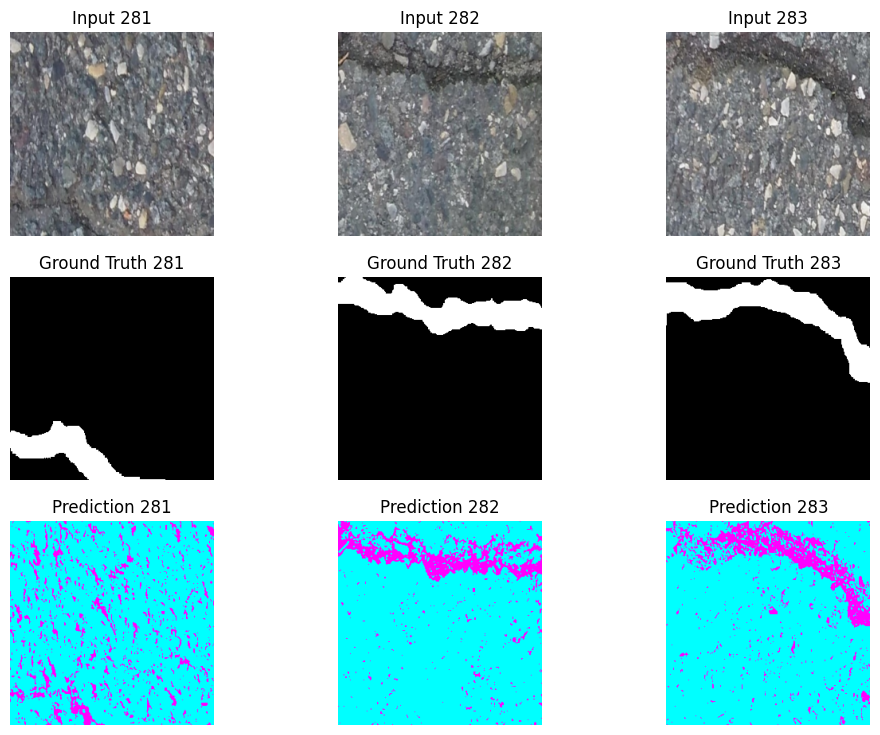 Input 281
Input 282
Input 283
Ground Truth 281
Ground Truth 282
Ground Truth 283
Prediction 281
Prediction 282
Prediction 283